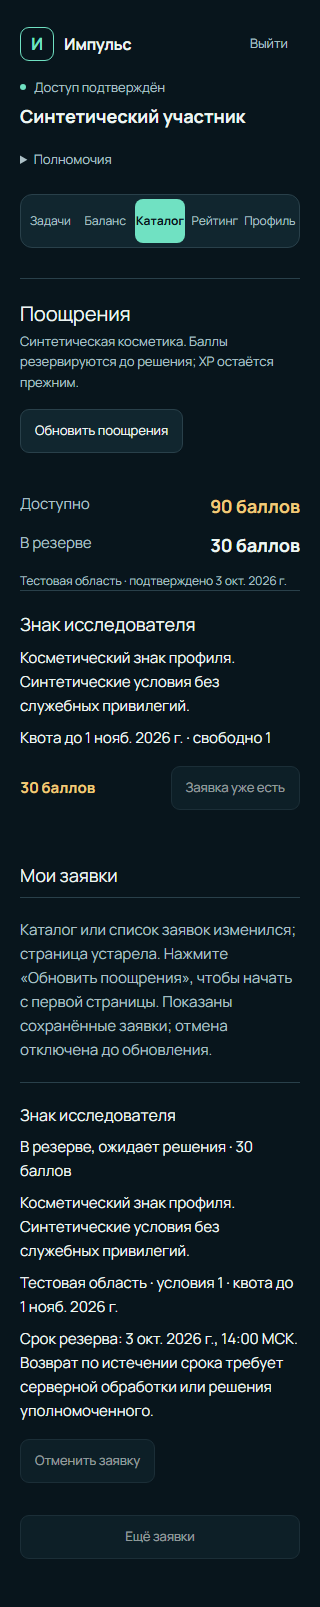 И Импульс Выйти
Доступ подтверждён
Синтетический участник
Полномочия
Задачи Баланс Каталог Рейтинг Профиль
Поощрения
Синтетическая косметика. Баллы
резервируются до решения; XP остаётся
прежним.
Обновить поощрения
Доступно 90 баллов
В резерве 30 баллов
Тестовая область · подтверждено 3 окт. 2026 г.
Знак исследователя
Косметический знак профиля.
Синтетические условия без
служебных привилегий.
Квота до 1 нояб. 2026 г. · свободно 1
30 баллов Заявка уже есть
Мои заявки
Каталог или список заявок изменился;
страница устарела. Нажмите
«Обновить поощрения», чтобы начать
с первой страницы. Показаны
сохранённые заявки; отмена
отключена до обновления.
Знак исследователя
В резерве, ожидает решения · 30
баллов
Косметический знак профиля.
Синтетические условия без
служебных привилегий.
Тестовая область · условия 1 · квота до
1 нояб. 2026 г.
Срок резерва: 3 окт. 2026 г., 14:00 МСК.
Возврат по истечении срока требует
серверной обработки или решения
уполномоченного.
Отменить заявку
Ещё заявки